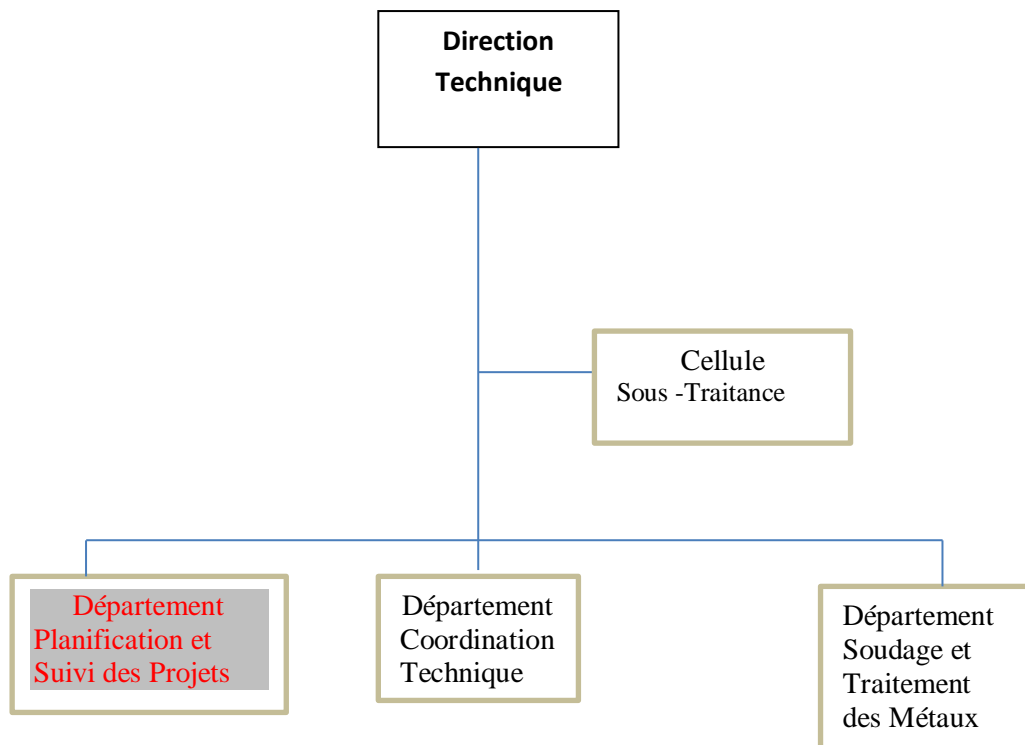 Direction
Technique
Cellule
Sous -Traitance
Département
Planification et
Suivi des Projets
Département
Coordination
Technique
Département
Soudage et
Traitement
des Métaux